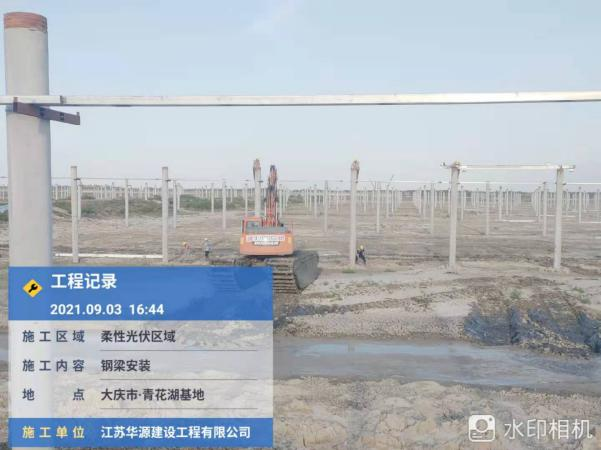 工程记录
2021.09.03 16:44
施工区域 柔性光伏区域
施工内容 钢梁安装
地 点 大庆市·青花湖基地
施工单位 江苏华源建设工程有限公司
水印相机